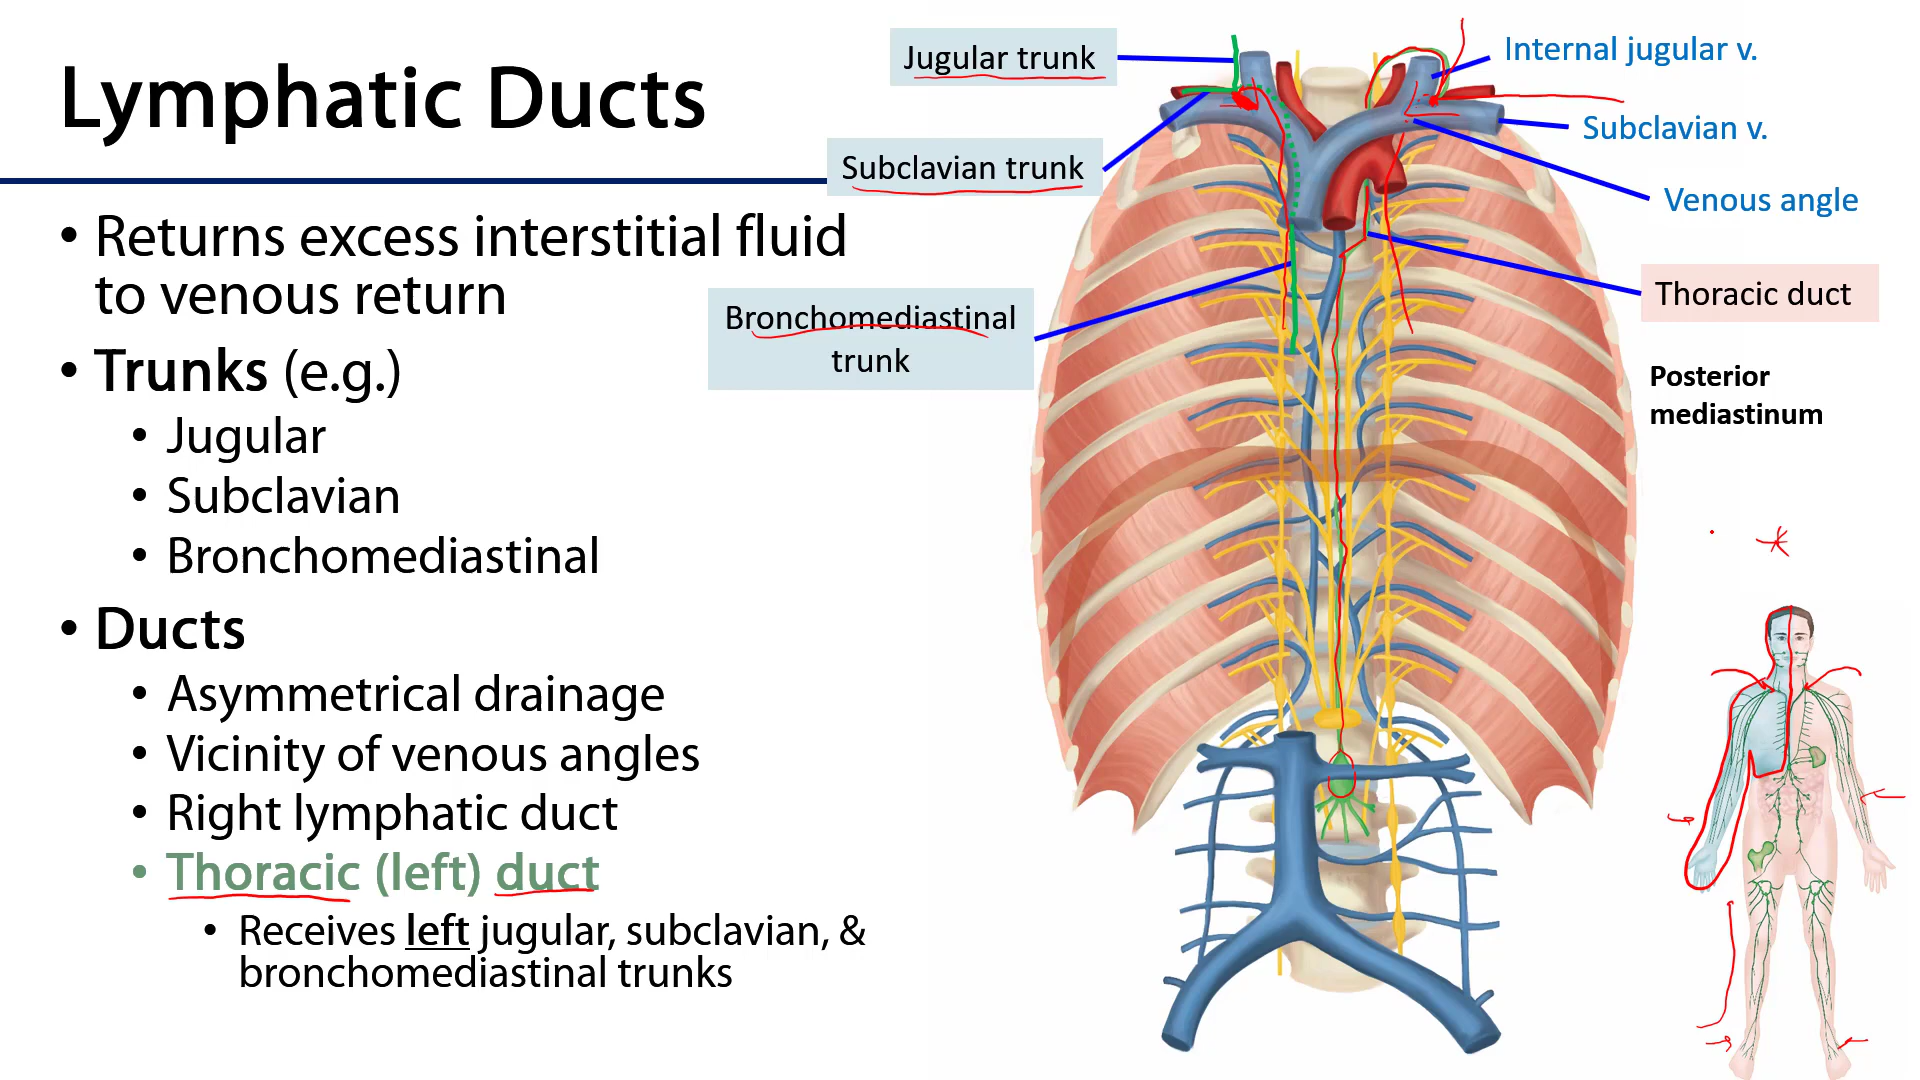 Lymphatic Ducts
• Returns excess interstitial fluid
to venous return
• Trunks (e.g.)
• Jugular
• Subclavian
• Bronchomediastinal
• Ducts
• Asymmetrical drainage
• Vicinity of venous angles
• Right lymphatic duct
• Thoracic (left) duct
• Receives left jugular, subclavian, &
bronchomediastinal trunks
Jugular trunk
Subclavian trunk
Bronchomediastinal
trunk
Internal jugular v.
Subclavian v.
Venous angle
Thoracic duct
Posterior
mediastinum